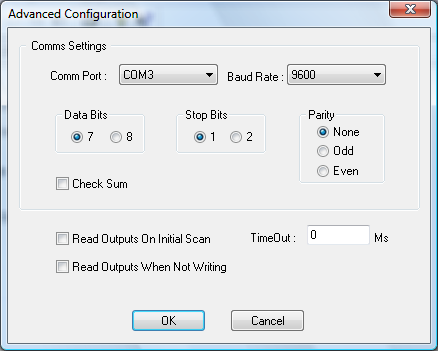 Advanced Configuration
Comms Settings
Comm Port : COM3 Baud Rate : 9600
Data Bits Stop Bits Parity
7 8 1 2 None
Odd
Even
Check Sum
Read Outputs On Initial Scan TimeOut : 0 Ms
Read Outputs When Not Writing
OK Cancel